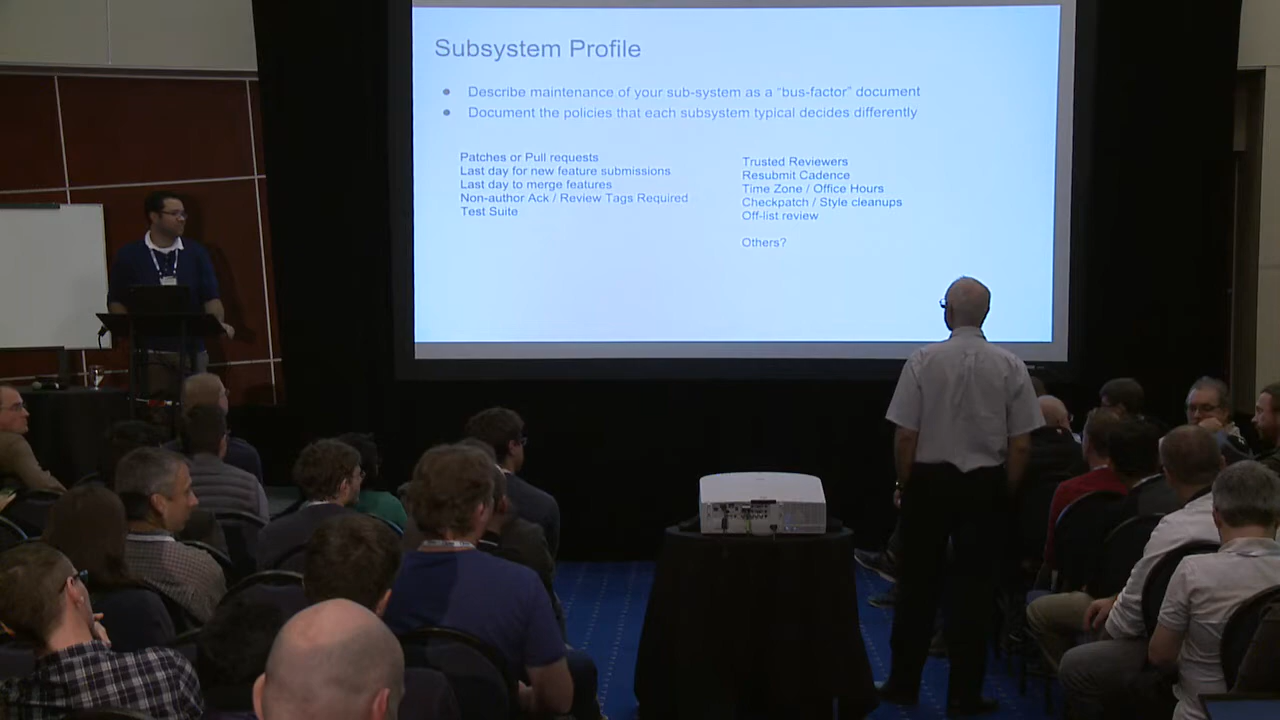 Subsystem Profile
● Describe maintenance of your sub-system as a “bus-factor” document
● Document the policies that each subsystem typical decides differently
Patches or Pull requests
Last day for new feature submissions
Last day to merge features
Non-author Ack / Review Tags Required
Test Suite
Trusted Reviewers
Resubmit Cadence
Time Zone / Office Hours
Checkpatch / Style cleanups
Off-list review
Others?